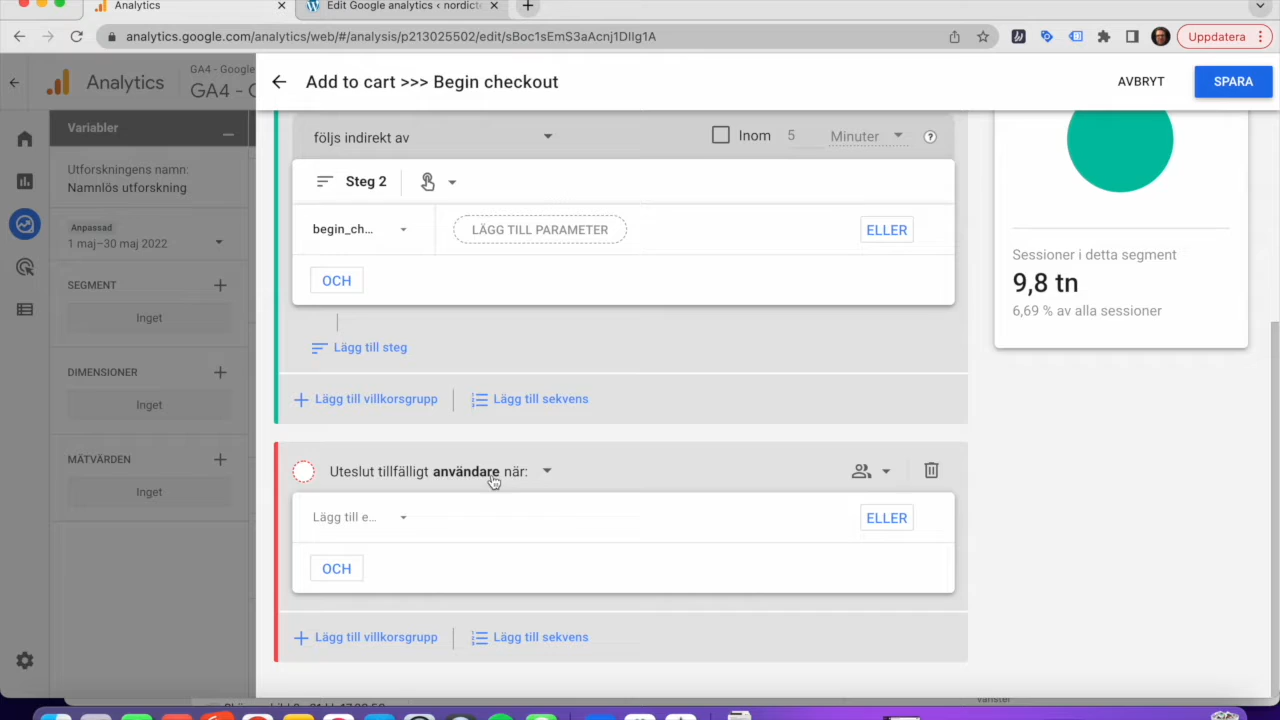 Analytics
Edit Google analytics ‹ nordict
analytics.google.com/analytics/web/#/analysis/p213025502/edit/sBoc1sEmS3aAcnj1DIIg1A
Uppdatera
Analytics
GA4 - Google
GA4 - G
Add to cart >>> Begin checkout
AVBRYT
SPARA
Variabler
Utforskningens namn:
Namnlös utforskning
Anpassad
1 maj–30 maj 2022
SEGMENT
Inget
DIMENSIONER
Inget
MÄTVÄRDEN
Inget
följs indirekt av
Inom 5 Minuter
Steg 2
begin_ch...
LÄGG TILL PARAMETER
ELLER
OCH
Lägg till steg
Lägg till villkorsgrupp
Lägg till sekvens
Uteslut tillfälligt användare när:
Lägg till e...
ELLER
OCH
Lägg till villkorsgrupp
Lägg till sekvens
Sessioner i detta segment
9,8 tn
6,69 % av alla sessioner